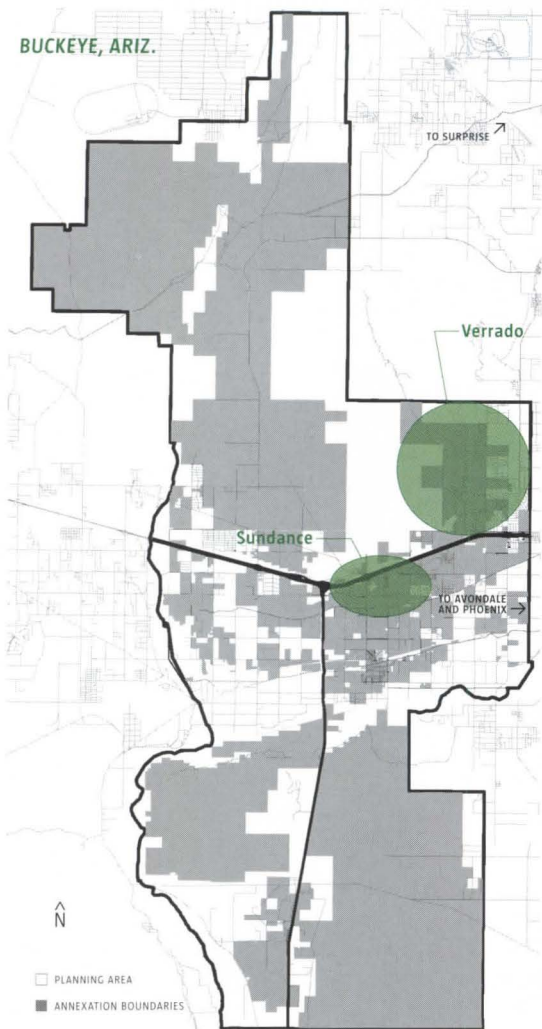 BUCKEYE, ARIZ.
TO SURPRISE
Verrado
Sundance
TO AVONDALE
AND PHOENIX
N
PLANNING AREA
ANNEXATION BOUNDARIES